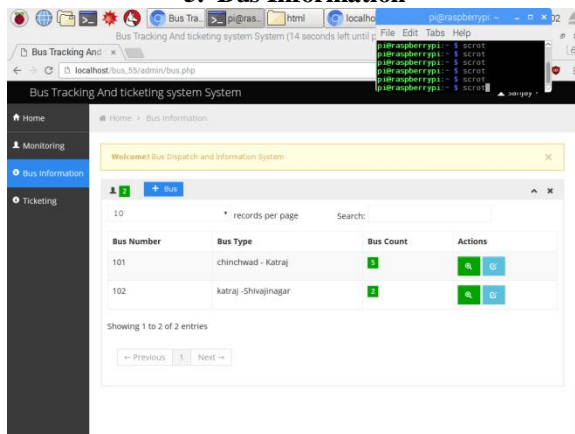 5. Bus Information
Bus Tra... pi@ras... html localho pi@raspberrypi: ~
Bus Tracking And ticketing system System (14 seconds left until p
File Edit Tabs Help
pi@raspberrypi:~ $ scrot
pi@raspberrypi:~ $ scrot
pi@raspberrypi:~ $ scrot
pi@raspberrypi:~ $ scrot
pi@raspberrypi:~ $ scrot
pi@raspberrypi:~ $ scrot
Bus Tracking And ×
localhost/bus_55/admin/bus.php
Bus Tracking And ticketing system System
sanjay
Home
Home > Bus Information
Monitoring
Bus Information
Ticketing
Welcome! Bus Dispatch and Information System ×
2 + Bus
10 records per page Search:
Bus Number Bus Type Bus Count Actions
101 chinchwad - Katraj 5
102 katraj -Shivajinagar 2
Showing 1 to 2 of 2 entries
← Previous 1 Next →